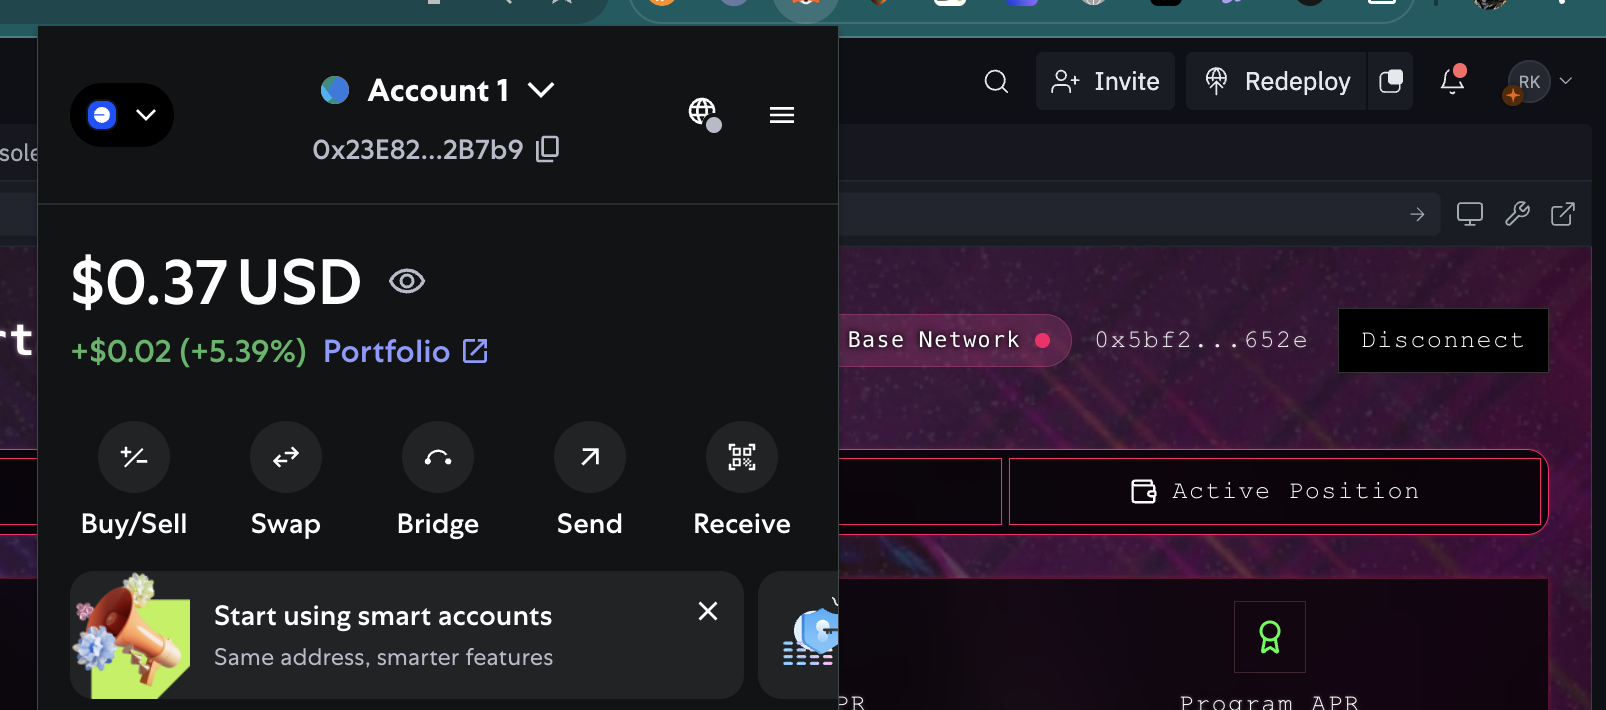 Account 1
0x23E82...2B7b9
Invite
Redeploy
RK
sole
$0.37 USD
+$0.02 (+5.39%) Portfolio
rt
Base Network
0x5bf2...652e
Disconnect
Buy/Sell
Swap
Bridge
Send
Receive
Active Position
Start using smart accounts
Same address, smarter features
PR
Program APR